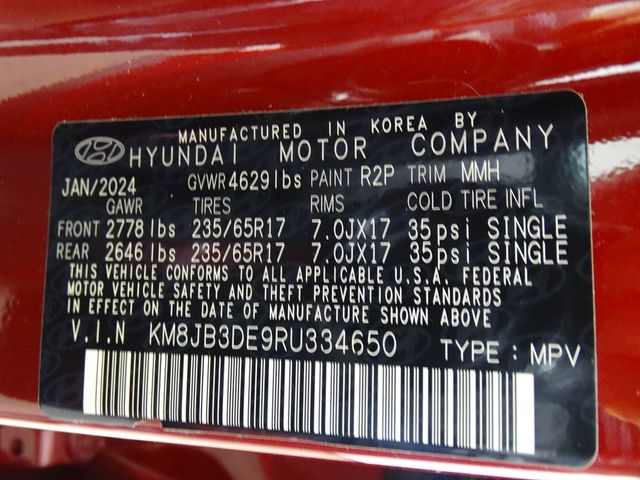 MANUFACTURED IN KOREA BY
HYUNDAI MOTOR COMPANY
JAN/2024 GVWR 4629lbs PAINT R2P TRIM MMH
GAWR TIRES RIMS COLD TIRE INFL
FRONT 2778 lbs 235/65R17 7.0JX17 35psi SINGLE
REAR 2646 lbs 235/65R17 7.0JX17 35psi SINGLE
THIS VEHICLE CONFORMS TO ALL APPLICABLE U.S.A. FEDERAL
MOTOR VEHICLE SAFETY AND THEFT PREVENTION STANDARDS
IN EFFECT ON THE DATE OF MANUFACTURE SHOWN ABOVE.
V.I.N KM8JB3DE9RU334650 TYPE : MPV